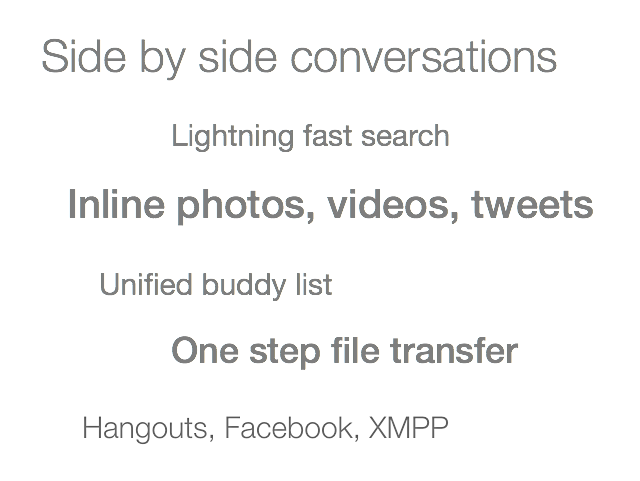 Side by side conversations
Lightning fast search
Inline photos, videos, tweets
Unified buddy list
One step file transfer
Hangouts, Facebook, XMPP